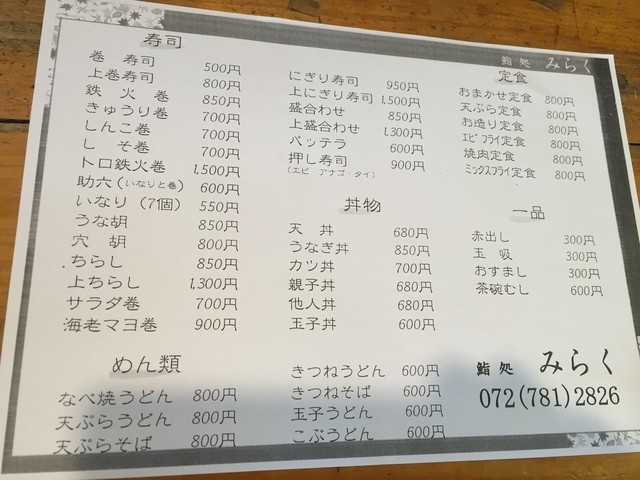 鮨処 みらく
寿司
巻 寿司 500円
上巻寿司 800円
鉄 火 巻 850円
きゅうり巻 700円
しんこ巻 700円
し そ 巻 700円
トロ鉄火巻 1,500円
助六(いなりと巻) 600円
いなり (7個) 550円
うな胡 850円
穴 胡 800円
ちらし 850円
上ちらし 1,300円
サラダ巻 700円
海老マヨ巻 900円
にぎり寿司 950円
上にぎり寿司 1,500円
盛合わせ 850円
上盛合わせ 1,300円
バッテラ 600円
押し寿司 900円
(エビ・アナゴ・タイ)
定食
おまかせ定食 800円
天ぷら定食 800円
お造り定食 800円
エビフライ定食 800円
焼肉定食 800円
ミックスフライ定食 800円
丼物
天 丼 680円
うなぎ丼 850円
カツ丼 700円
親子丼 680円
他人丼 680円
玉子丼 600円
一品
赤出し 300円
玉 吸 300円
おすまし 300円
茶碗むし 600円
めん類
なべ焼うどん 800円
天ぷらうどん 800円
天ぷらそば 800円
きつねうどん 600円
きつねそば 600円
玉子うどん 600円
こぶうどん 600円
鮨処 みらく
072(781)2826